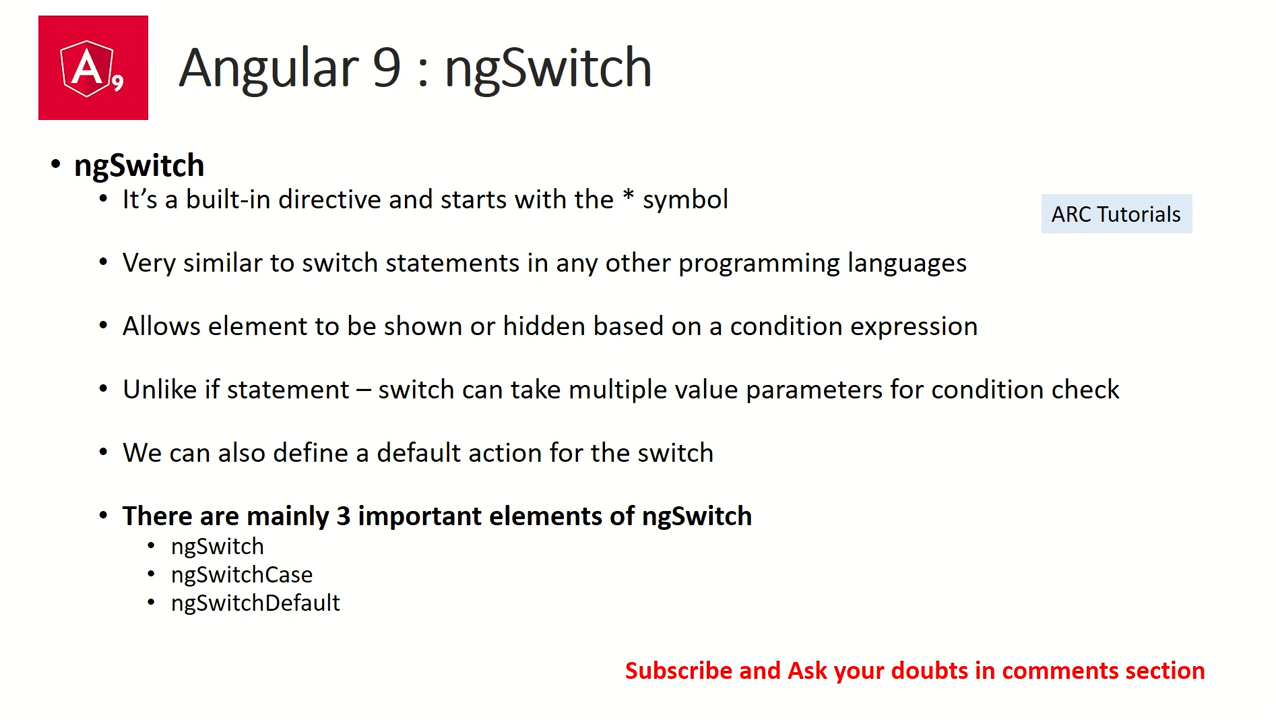 A9
Angular 9 : ngSwitch
• ngSwitch
• It’s a built-in directive and starts with the * symbol
ARC Tutorials
• Very similar to switch statements in any other programming languages
• Allows element to be shown or hidden based on a condition expression
• Unlike if statement – switch can take multiple value parameters for condition check
• We can also define a default action for the switch
• There are mainly 3 important elements of ngSwitch
• ngSwitch
• ngSwitchCase
• ngSwitchDefault
Subscribe and Ask your doubts in comments section